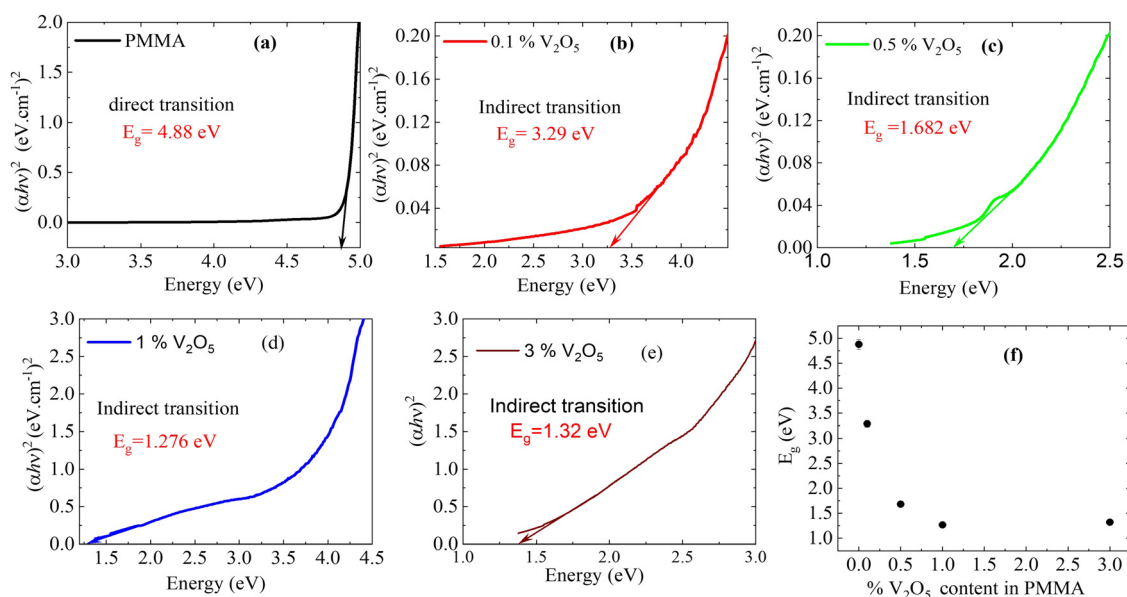 PMMA
(a)
direct transition
E_g= 4.88 eV
(αhν)² (eV.cm⁻¹)²
2.0
1.5
1.0
0.5
0.0
3.0 3.5 4.0 4.5 5.0
Energy (eV)
0.1 % V₂O₅
(b)
Indirect transition
E_g= 3.29 eV
(αhν)² (eV.cm⁻¹)²
0.20
0.16
0.12
0.08
0.04
1.5 2.0 2.5 3.0 3.5 4.0
Energy (eV)
0.5 % V₂O₅
(c)
Indirect transition
E_g =1.682 eV
(αhν)² (eV.cm⁻¹)²
0.20
0.16
0.12
0.08
0.04
0.00
1.0 1.5 2.0 2.5
Energy (eV)
1 % V₂O₅
(d)
Indirect transition
E_g=1.276 eV
(αhν)² (eV.cm⁻¹)²
3.0
2.5
2.0
1.5
1.0
0.5
0.0
1.5 2.0 2.5 3.0 3.5 4.0 4.5
Energy (eV)
3 % V₂O₅
(e)
Indirect transition
E_g=1.32 eV
(αhν)²
3.0
2.5
2.0
1.5
1.0
0.5
0.0
1.0 1.5 2.0 2.5 3.0
Energy (eV)
(f)
E_g (eV)
5.0
4.5
4.0
3.5
3.0
2.5
2.0
1.5
1.0
0.0 0.5 1.0 1.5 2.0 2.5 3.0
% V₂O₅ content in PMMA